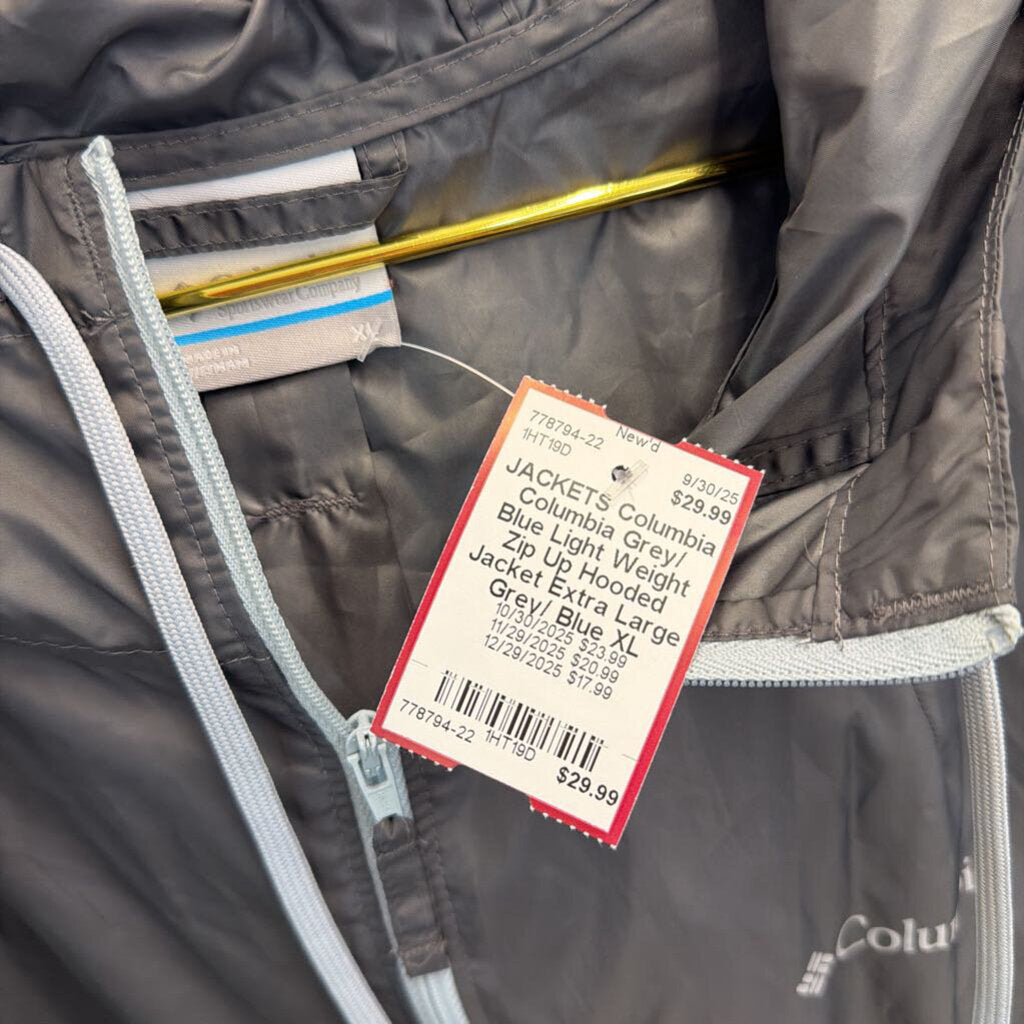 Sportswear Company
XL
778794-22 New'd 9/30/25
1HT19D $29.99
JACKETS Columbia
Columbia Grey/
Blue Light Weight
Zip Up Hooded
Jacket Extra Large
Grey/ Blue XL
10/30/2025 $23.99
11/29/2025 $20.99
12/29/2025 $17.99
778794-22 1HT19D
$29.99
Colu